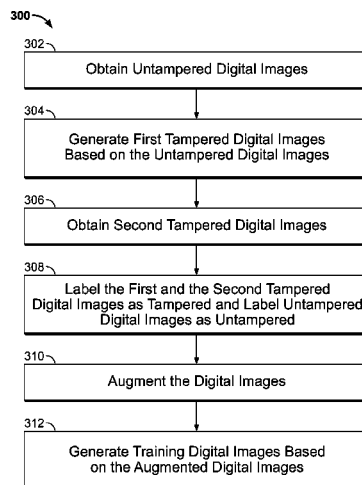 300
302
Obtain Untampered Digital Images
304
Generate First Tampered Digital Images
Based on the Untampered Digital Images
306
Obtain Second Tampered Digital Images
308
Label the First and the Second Tampered
Digital Images as Tampered and Label Untampered
Digital Images as Untampered
310
Augment the Digital Images
312
Generate Training Digital Images Based
on the Augmented Digital Images